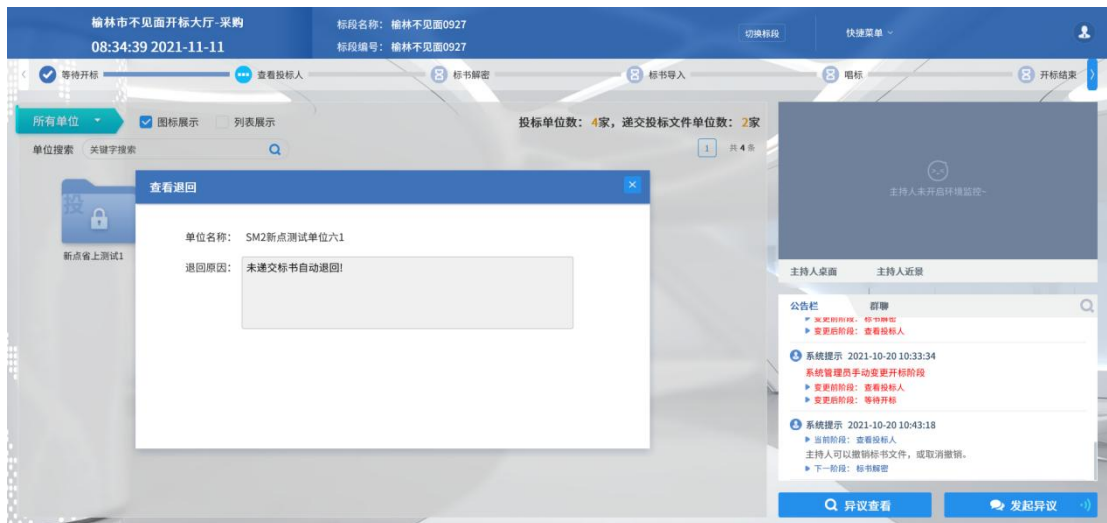 榆林市不见面开标大厅-采购
08:34:39 2021-11-11
标段名称: 榆林不见面0927
标段编号: 榆林不见面0927
切换标段
快捷菜单
等待开标
查看投标人
标书解密
标书导入
唱标
开标结束
所有单位
图标展示
列表展示
投标单位数: 4家, 递交投标文件单位数: 2家
单位搜索 关键字搜索
1 共 4 条
投
新点省上测试1
查看退回
单位名称: SM2新点测试单位六1
退回原因: 未递交标书自动退回!
主持人未开启环境监控~
主持人桌面
主持人近景
公告栏
群聊
变更前阶段: 标书解密
变更后阶段: 查看投标人
系统提示 2021-10-20 10:33:34
系统管理员手动变更开标阶段
变更前阶段: 查看投标人
变更后阶段: 等待开标
系统提示 2021-10-20 10:43:18
当前阶段: 查看投标人
主持人可以撤销标书文件, 或取消撤销。
下一阶段: 标书解密
异议查看
发起异议